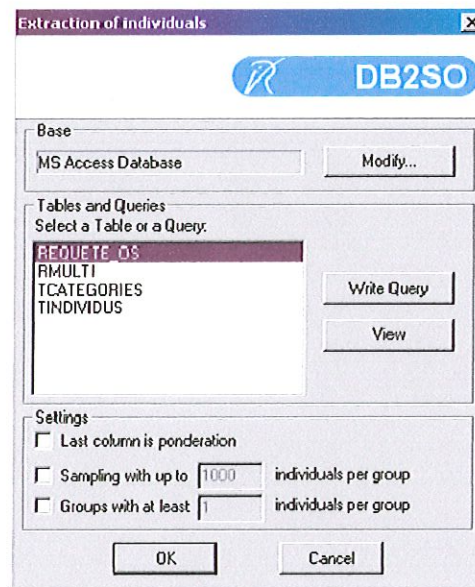 Extraction of individuals
DB2SO
Base
MS Access Database
Modify...
Tables and Queries
Select a Table or a Query:
REQUETE_OS
RMULTI
TCATEGORIES
TINDIVIDUS
Write Query
View
Settings
Last column is ponderation
Sampling with up to 1000 individuals per group
Groups with at least 1 individuals per group
OK Cancel